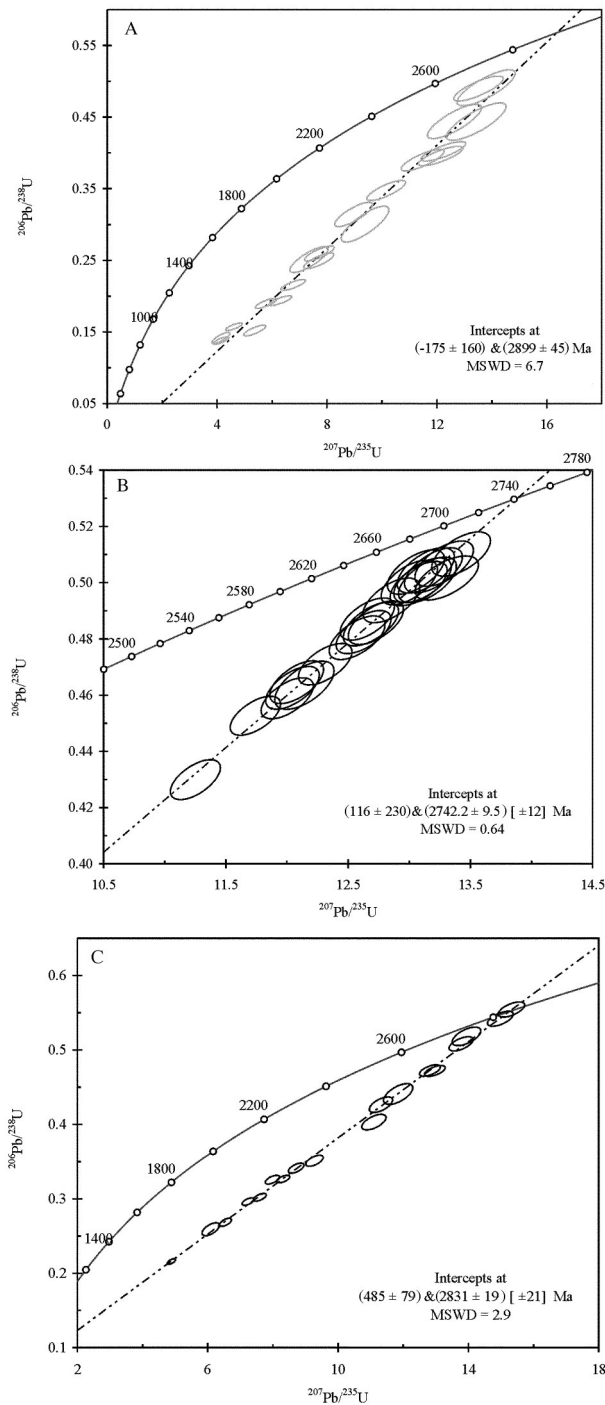 A
0.55
0.45
0.35
0.25
0.15
0.05
²⁰⁶Pb/²³⁸U
2600
2200
1800
1400
1000
Intercepts at
(-175 ± 160) & (2899 ± 45) Ma
MSWD = 6.7
0 4 8 12 16
²⁰⁷Pb/²³⁵U
B
0.54
0.52
0.50
0.48
0.46
0.44
0.42
0.40
²⁰⁶Pb/²³⁸U
2780
2740
2700
2660
2620
2580
2540
2500
Intercepts at
(116 ± 230)&(2742.2 ± 9.5) [ ±12] Ma
MSWD = 0.64
10.5 11.5 12.5 13.5 14.5
²⁰⁷Pb/²³⁵U
C
0.6
0.5
0.4
0.3
0.2
0.1
²⁰⁶Pb/²³⁸U
2600
2200
1800
1400
Intercepts at
(485 ± 79) &(2831 ± 19) [ ±21] Ma
MSWD = 2.9
2 6 10 14 18
²⁰⁷Pb/²³⁵U